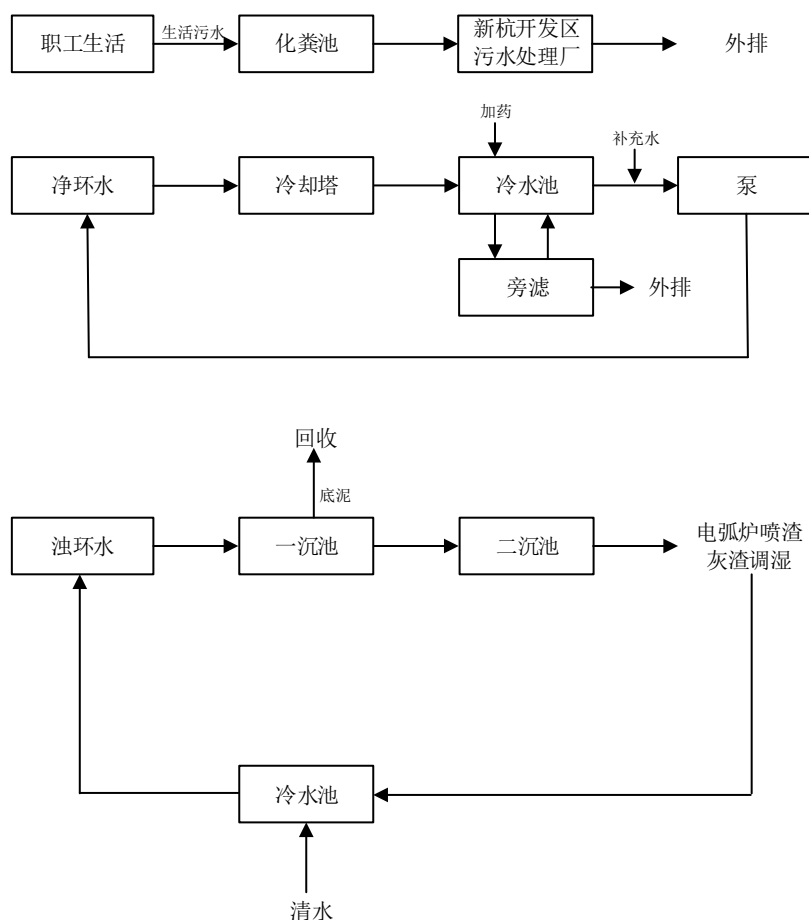 职工生活
生活污水
化粪池
新杭开发区
污水处理厂
外排
加药
补充水
净环水
冷却塔
冷水池
泵
旁滤
外排
回收
底泥
浊环水
一沉池
二沉池
电弧炉喷渣
灰渣调湿
冷水池
清水